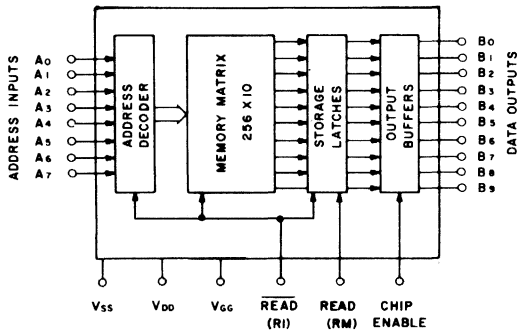 ADDRESS INPUTS
A0
A1
A2
A3
A4
A5
A6
A7
ADDRESS
DECODER
MEMORY MATRIX
256 X 10
STORAGE
LATCHES
OUTPUT
BUFFERS
B0
B1
B2
B3
B4
B5
B6
B7
B8
B9
DATA OUTPUTS
VSS
VDD
VGG
R̅E̅A̅D̅
(RI)
READ
(RM)
CHIP
ENABLE